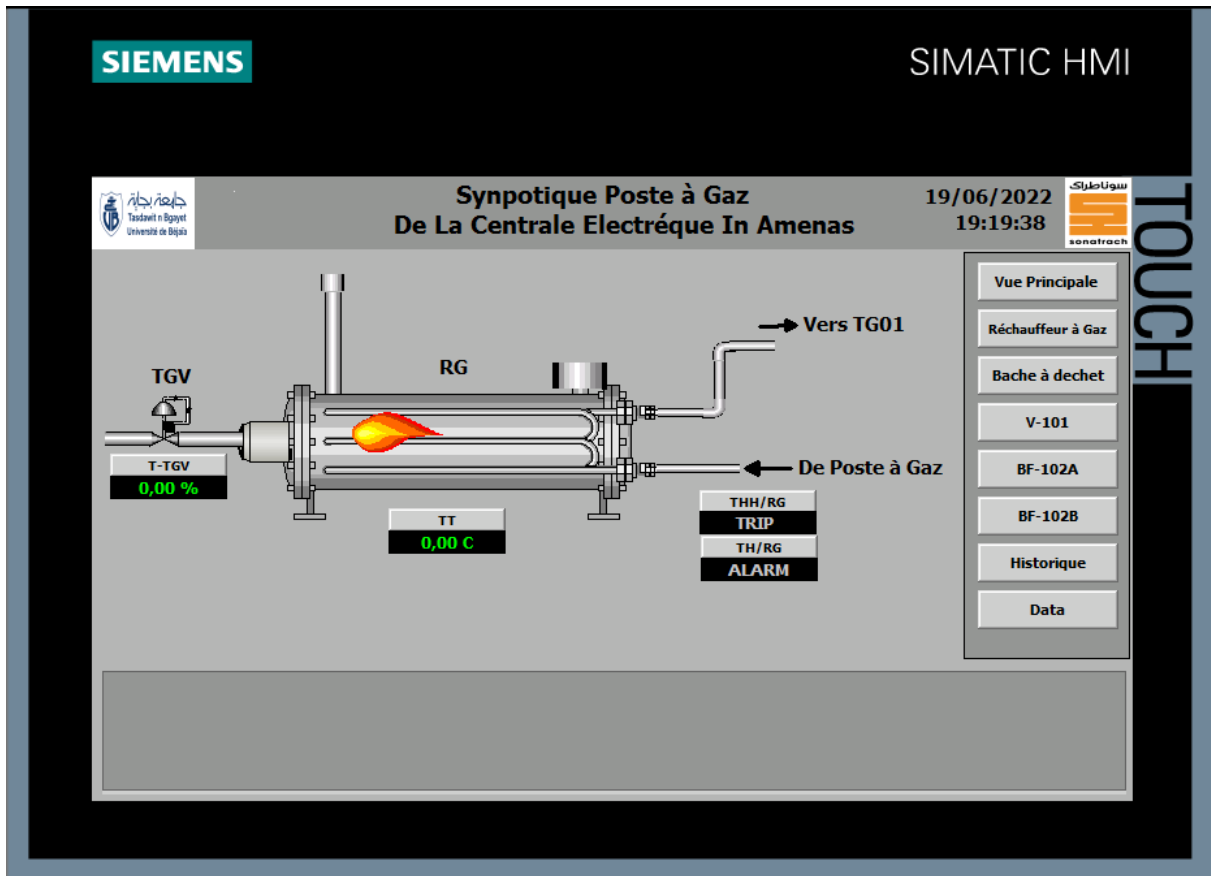 SIEMENS
SIMATIC HMI
TOUCH
جامعة بجاية
Tasdawit n Bgayet
Université de Béjaïa
Synpotique Poste à Gaz
De La Centrale Electréque In Amenas
19/06/2022
19:19:38
سوناطراك
sonatrach
Vue Principale
Réchauffeur à Gaz
Bache à dechet
V-101
BF-102A
BF-102B
Historique
Data
Vers TG01
RG
TGV
De Poste à Gaz
T-TGV
0,00 %
TT
0,00 C
THH/RG
TRIP
TH/RG
ALARM